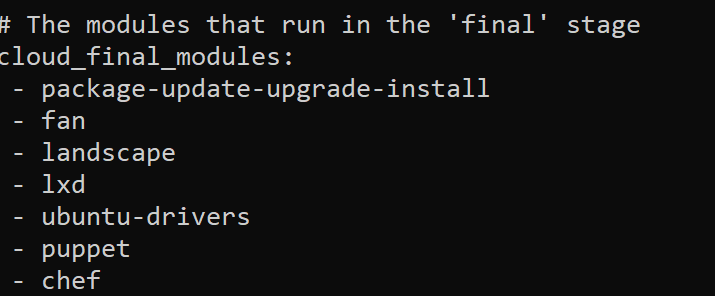 # The modules that run in the 'final' stage
cloud_final_modules:
 - package-update-upgrade-install
 - fan
 - landscape
 - lxd
 - ubuntu-drivers
 - puppet
 - chef